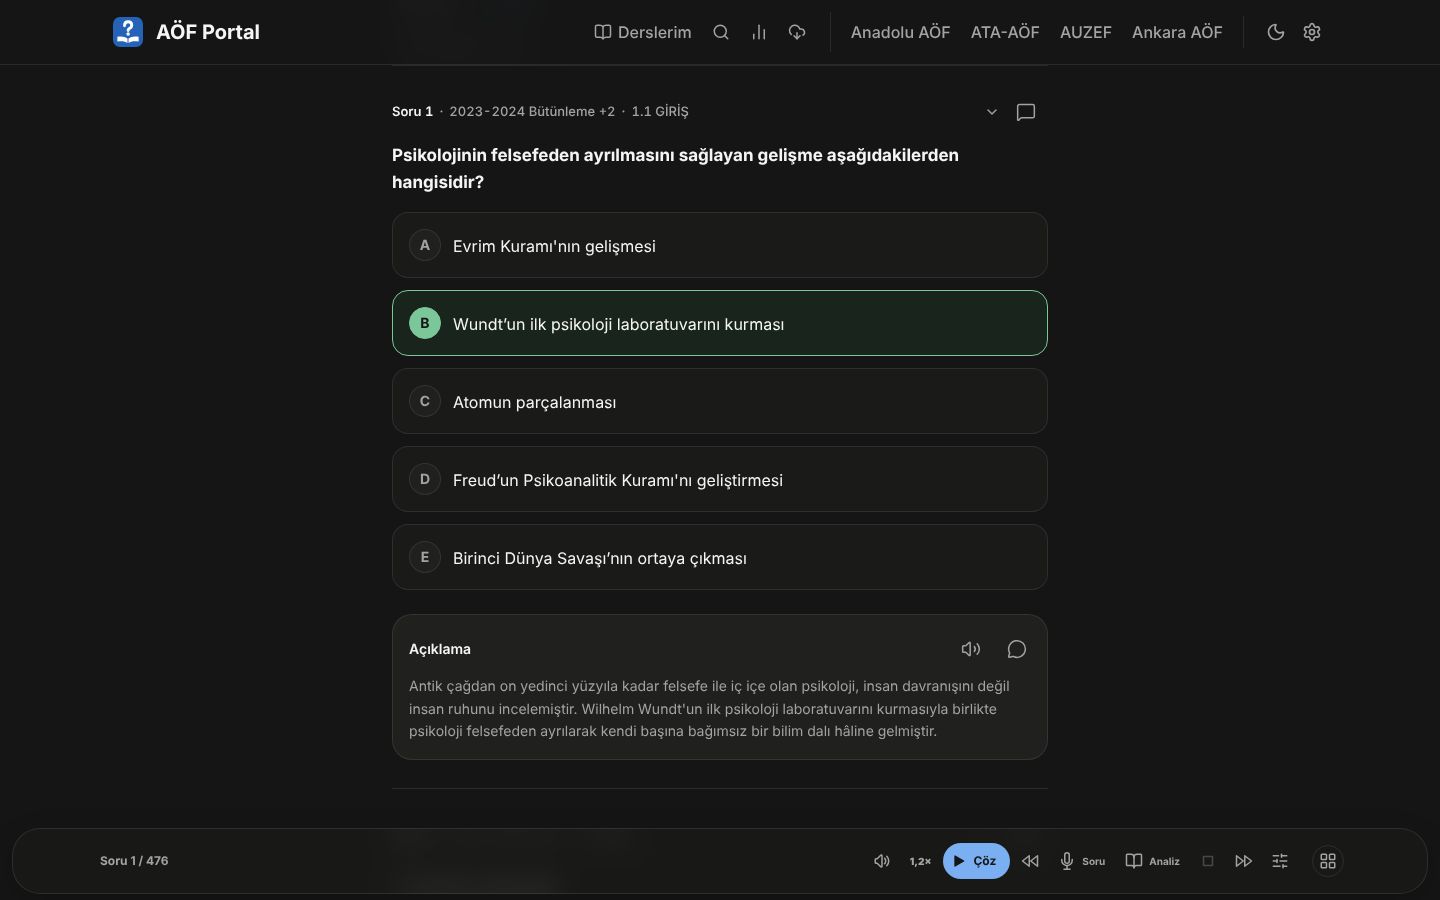 AÖF Portal
Derslerim
Anadolu AÖF
ATA-AÖF
AUZEF
Ankara AÖF
Soru 1 · 2023-2024 Bütünleme +2 · 1.1 GİRİŞ
Psikolojinin felsefeden ayrılmasını sağlayan gelişme aşağıdakilerden
hangisidir?
A Evrim Kuramı'nın gelişmesi
B Wundt’un ilk psikoloji laboratuvarını kurması
C Atomun parçalanması
D Freud’un Psikoanalitik Kuramı'nı geliştirmesi
E Birinci Dünya Savaşı’nın ortaya çıkması
Açıklama
Antik çağdan on yedinci yüzyıla kadar felsefe ile iç içe olan psikoloji, insan davranışını değil
insan ruhunu incelemiştir. Wilhelm Wundt'un ilk psikoloji laboratuvarını kurmasıyla birlikte
psikoloji felsefeden ayrılarak kendi başına bağımsız bir bilim dalı hâline gelmiştir.
Soru 1 / 476
1,2×
Çöz
Soru
Analiz